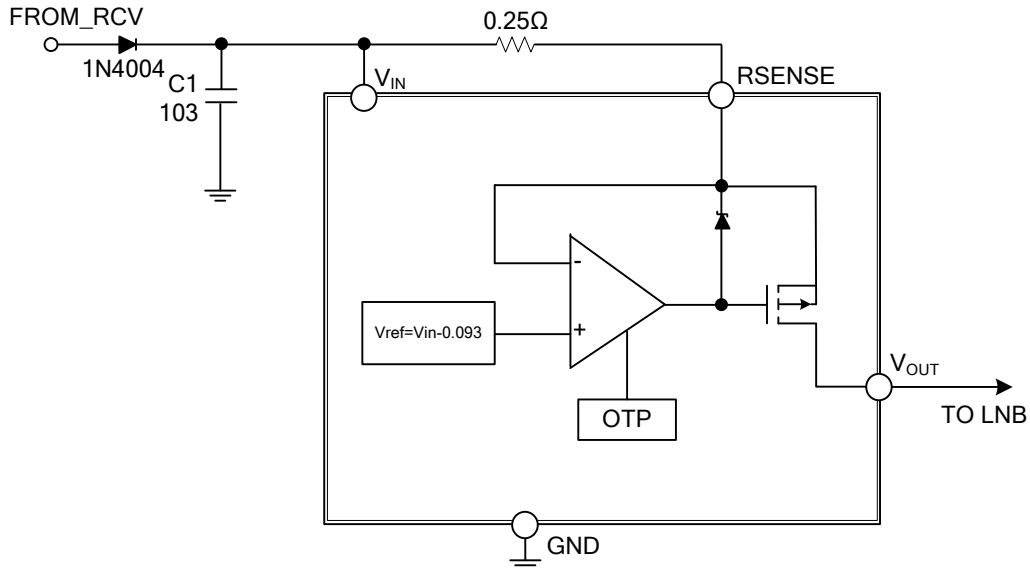 FROM_RCV
0.25Ω
1N4004
C1
103
VIN
RSENSE
-
Vref=Vin-0.093
+
OTP
VOUT
TO LNB
GND